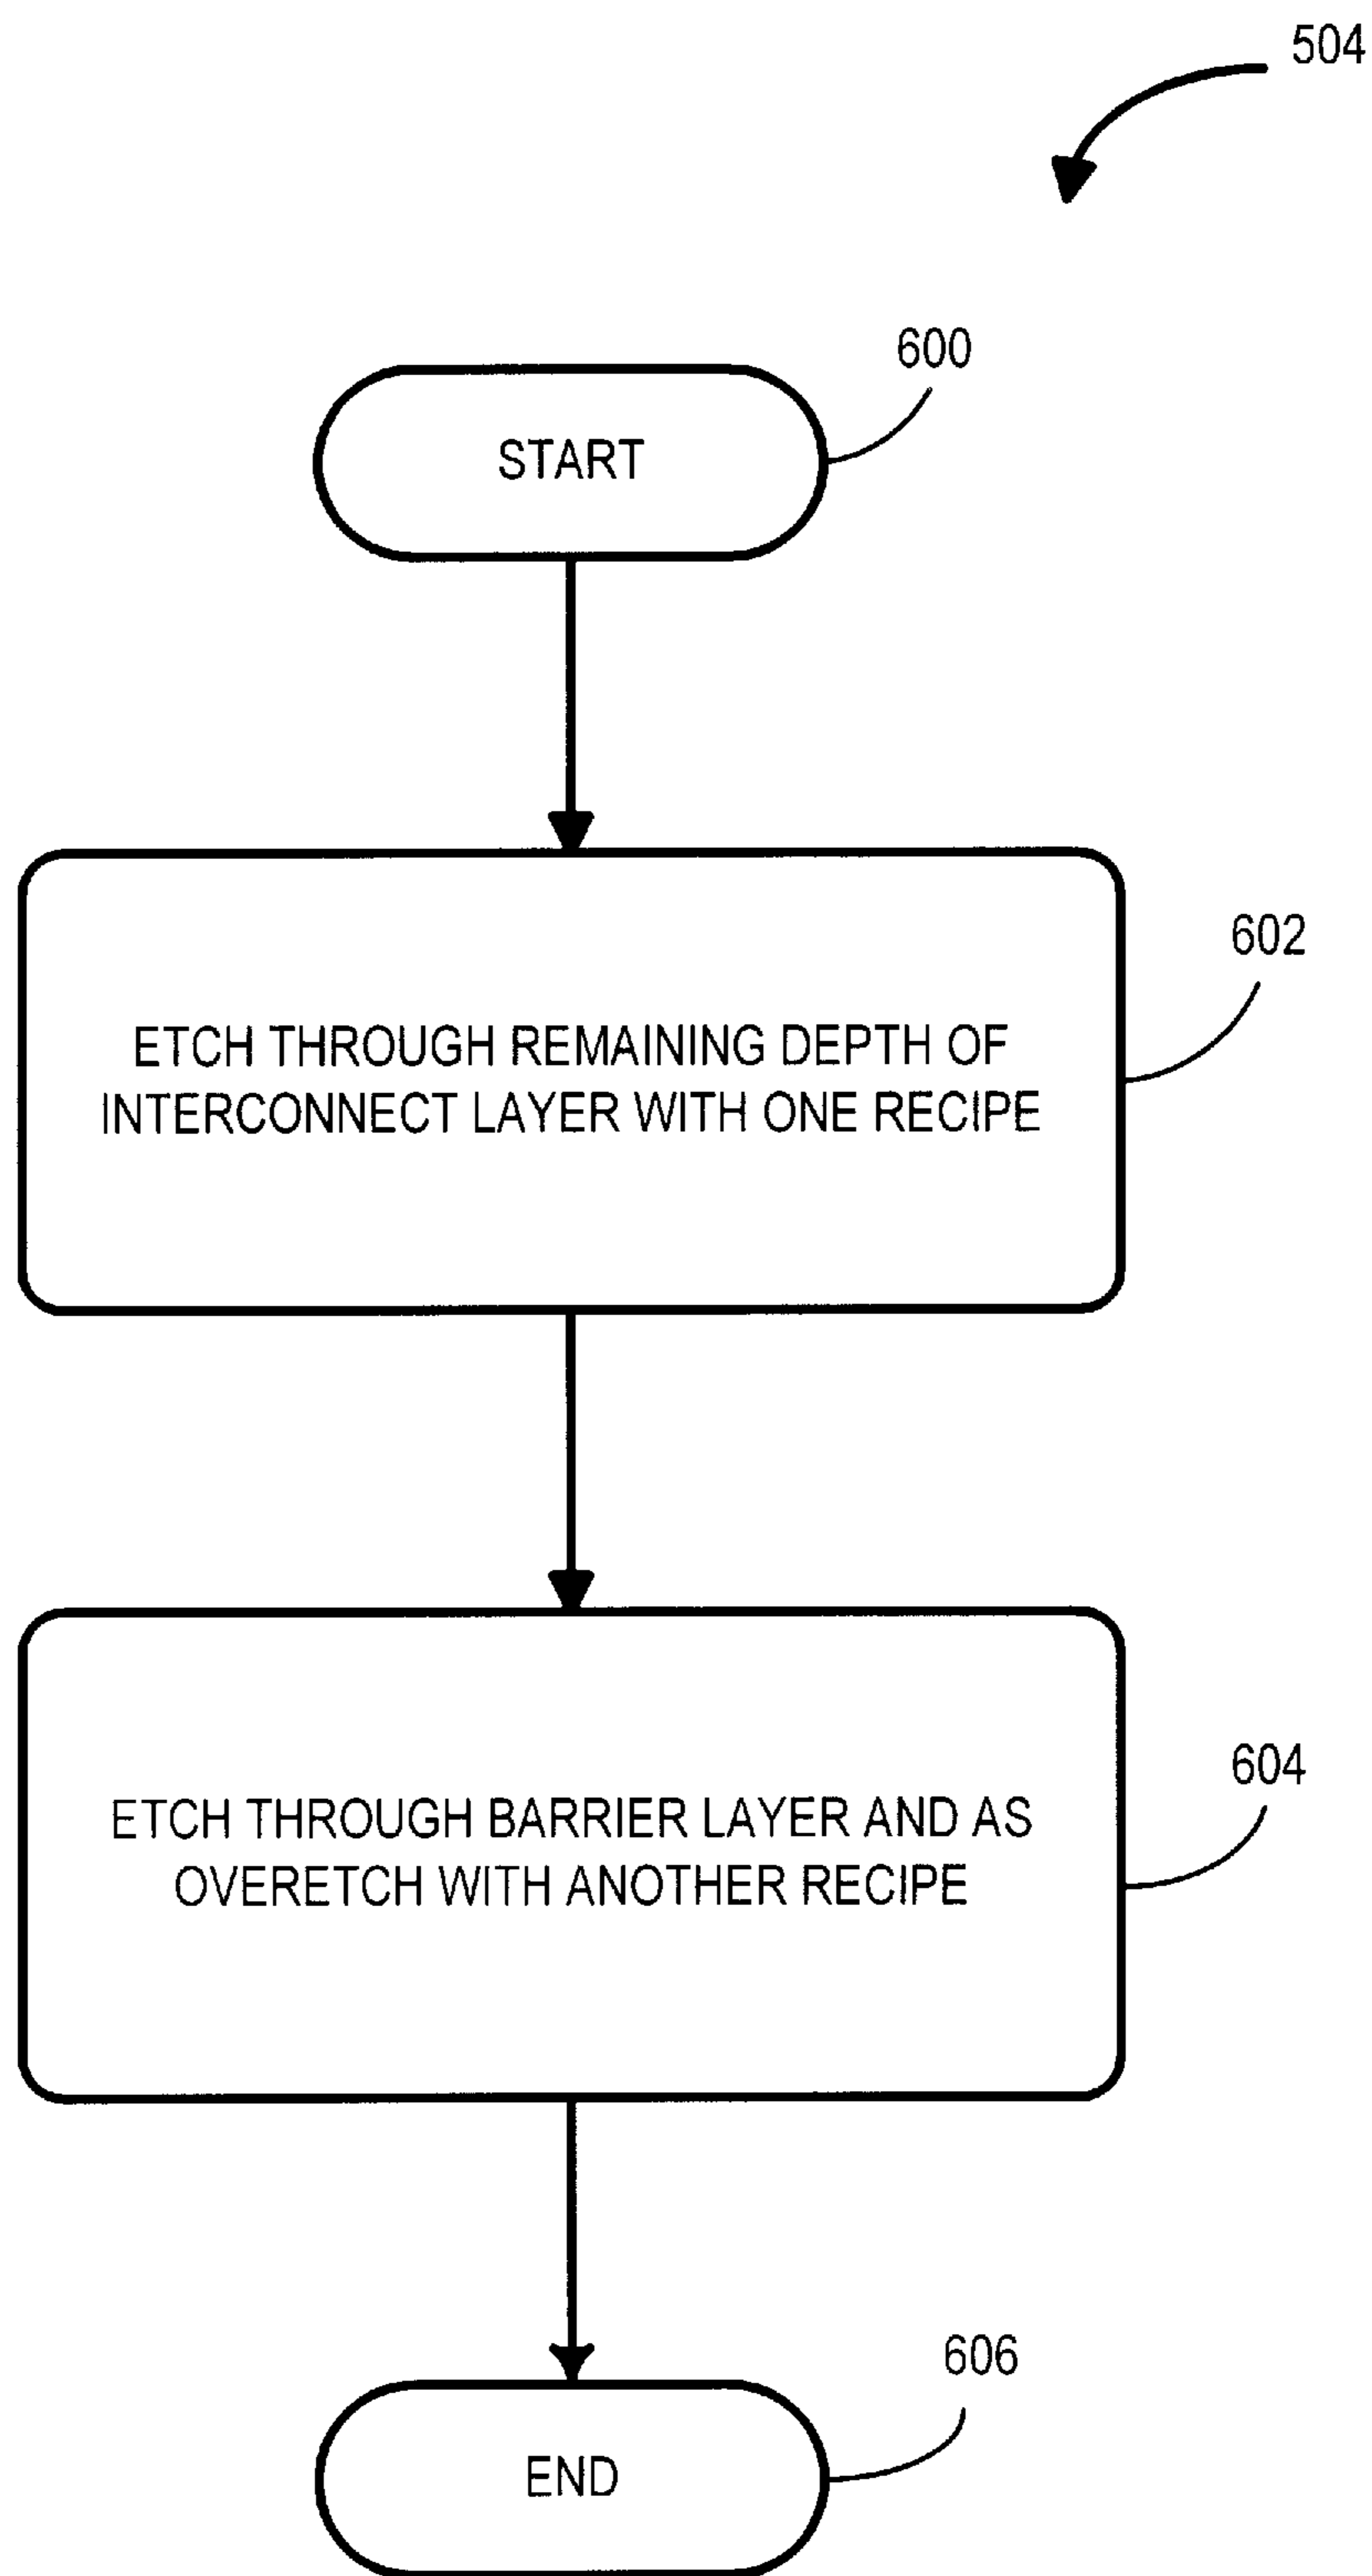 504
600
START
602
ETCH THROUGH REMAINING DEPTH OF
INTERCONNECT LAYER WITH ONE RECIPE
604
ETCH THROUGH BARRIER LAYER AND AS
OVERETCH WITH ANOTHER RECIPE
606
END